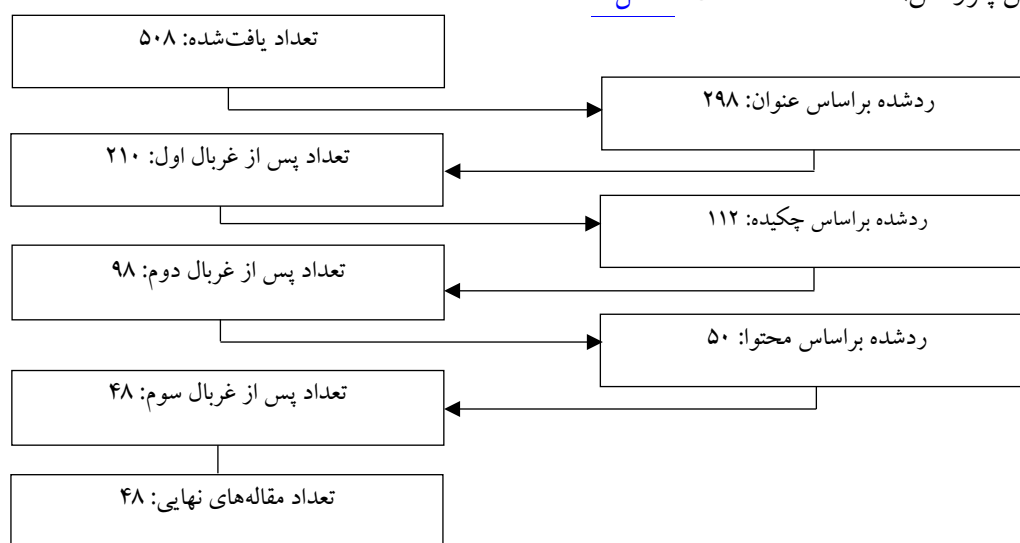 تعداد یافت‌شده: ۵۰۸
ردشده براساس عنوان: ۲۹۸
تعداد پس از غربال اول: ۲۱۰
ردشده براساس چکیده: ۱۱۲
تعداد پس از غربال دوم: ۹۸
ردشده براساس محتوا: ۵۰
تعداد پس از غربال سوم: ۴۸
تعداد مقاله‌های نهایی: ۴۸